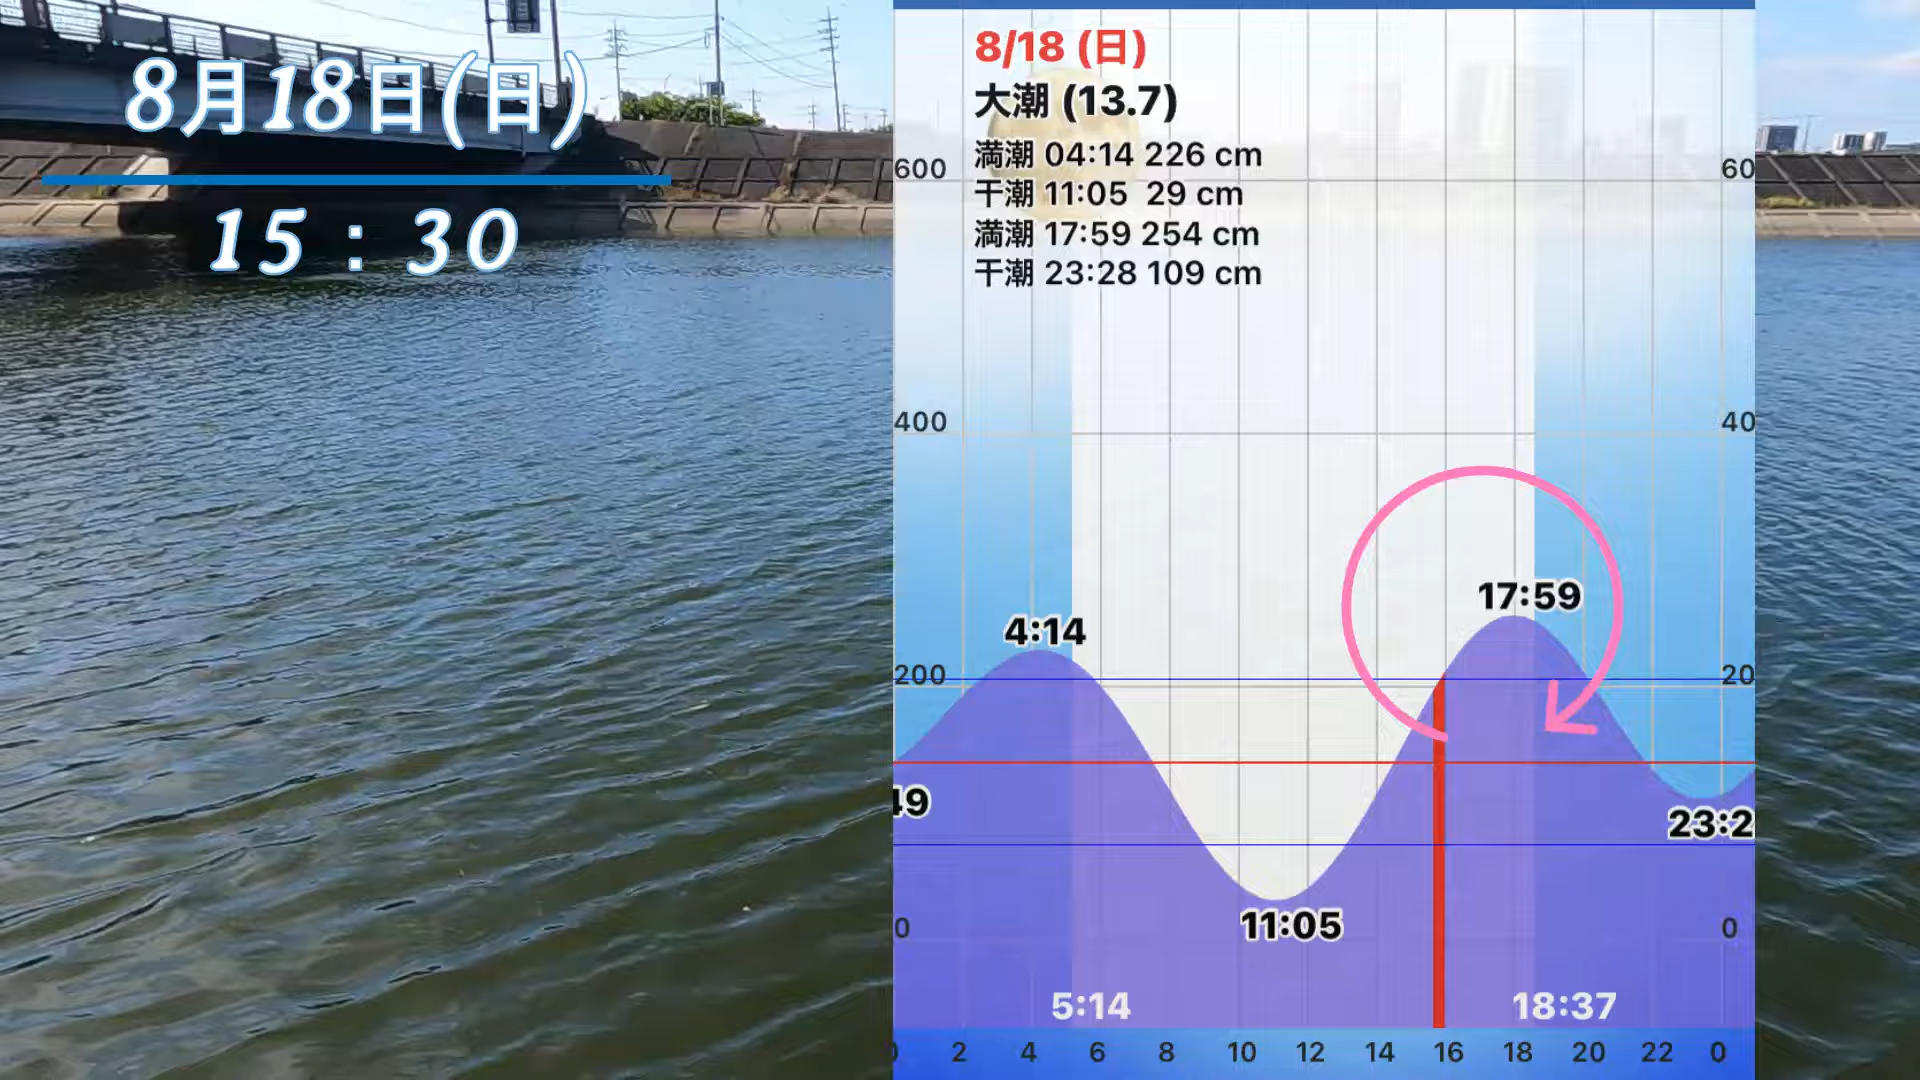 8月18日(日)
15：30
8/18 (日)
大潮 (13.7)
満潮 04:14 226 cm
干潮 11:05 29 cm
満潮 17:59 254 cm
干潮 23:28 109 cm
600 60
400 40
17:59
4:14
200 20
49
23:2
11:05
0 0
5:14 18:37
0 2 4 6 8 10 12 14 16 18 20 22 0